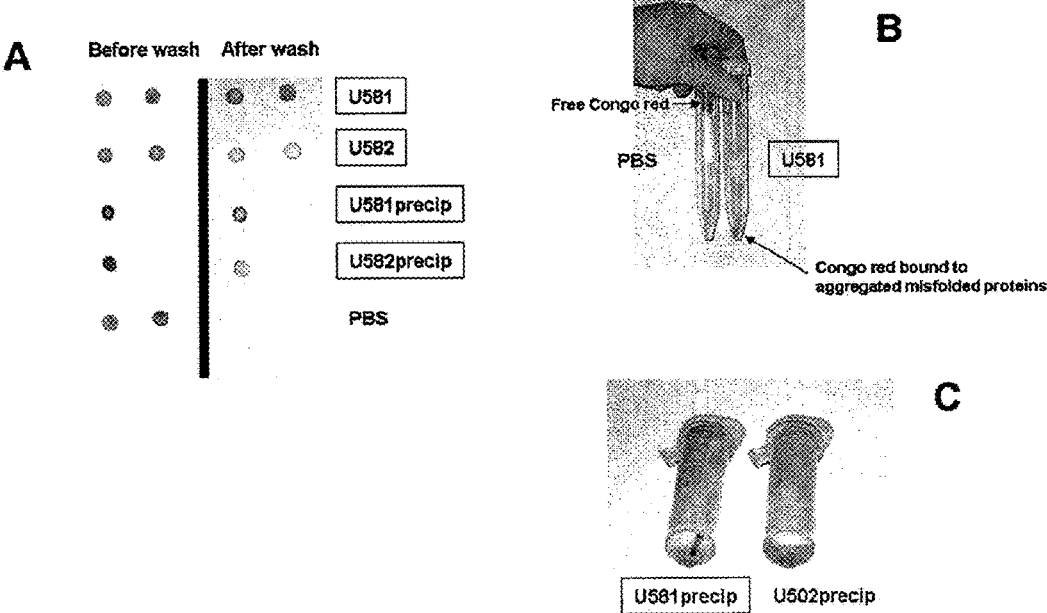 A
Before wash
After wash
U581
U582
U581precip
U582precip
PBS
B
Free Congo red
PBS
U581
Congo red bound to
aggregated misfolded proteins
C
U581precip
U502precip